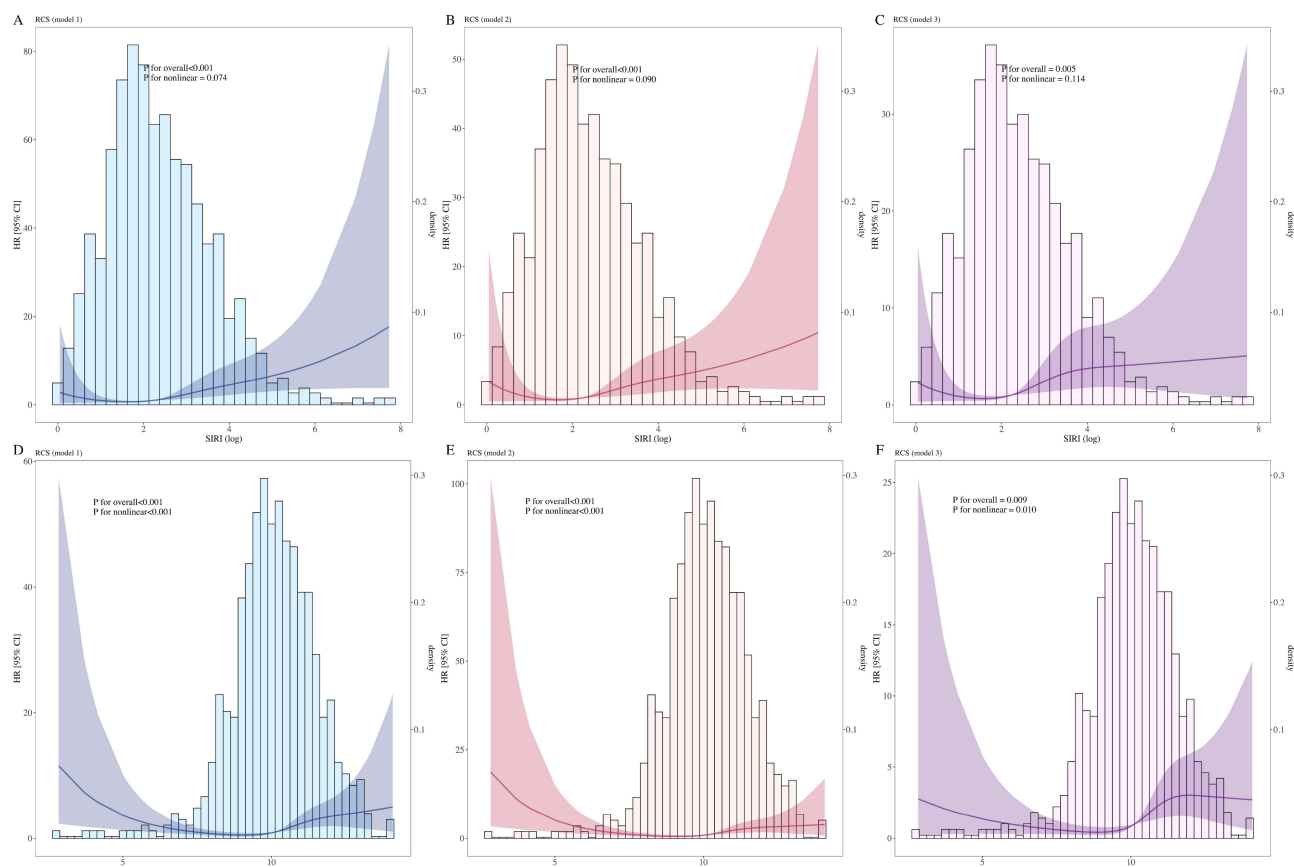 A RCS (model 1)
P for overall<0.001
P for nonlinear = 0.074
HR [95% CI]
80
60
40
20
0
0.3
0.2
0.1
density
0 2 4 6 8
SIRI (log)
B RCS (model 2)
P for overall<0.001
P for nonlinear = 0.090
HR [95% CI]
50
40
30
20
10
0
0.3
0.2
0.1
density
0 2 4 6 8
SIRI (log)
C RCS (model 3)
P for overall = 0.005
P for nonlinear = 0.114
HR [95% CI]
30
20
10
0
0.3
0.2
0.1
density
0 2 4 6 8
SIRI (log)
D RCS (model 1)
P for overall<0.001
P for nonlinear<0.001
HR [95% CI]
60
40
20
0
0.3
0.2
0.1
density
5 10
E RCS (model 2)
P for overall<0.001
P for nonlinear<0.001
HR [95% CI]
100
75
50
25
0
0.3
0.2
0.1
density
5 10
F RCS (model 3)
P for overall = 0.009
P for nonlinear = 0.010
HR [95% CI]
25
20
15
10
5
0
0.3
0.2
0.1
density
5 10